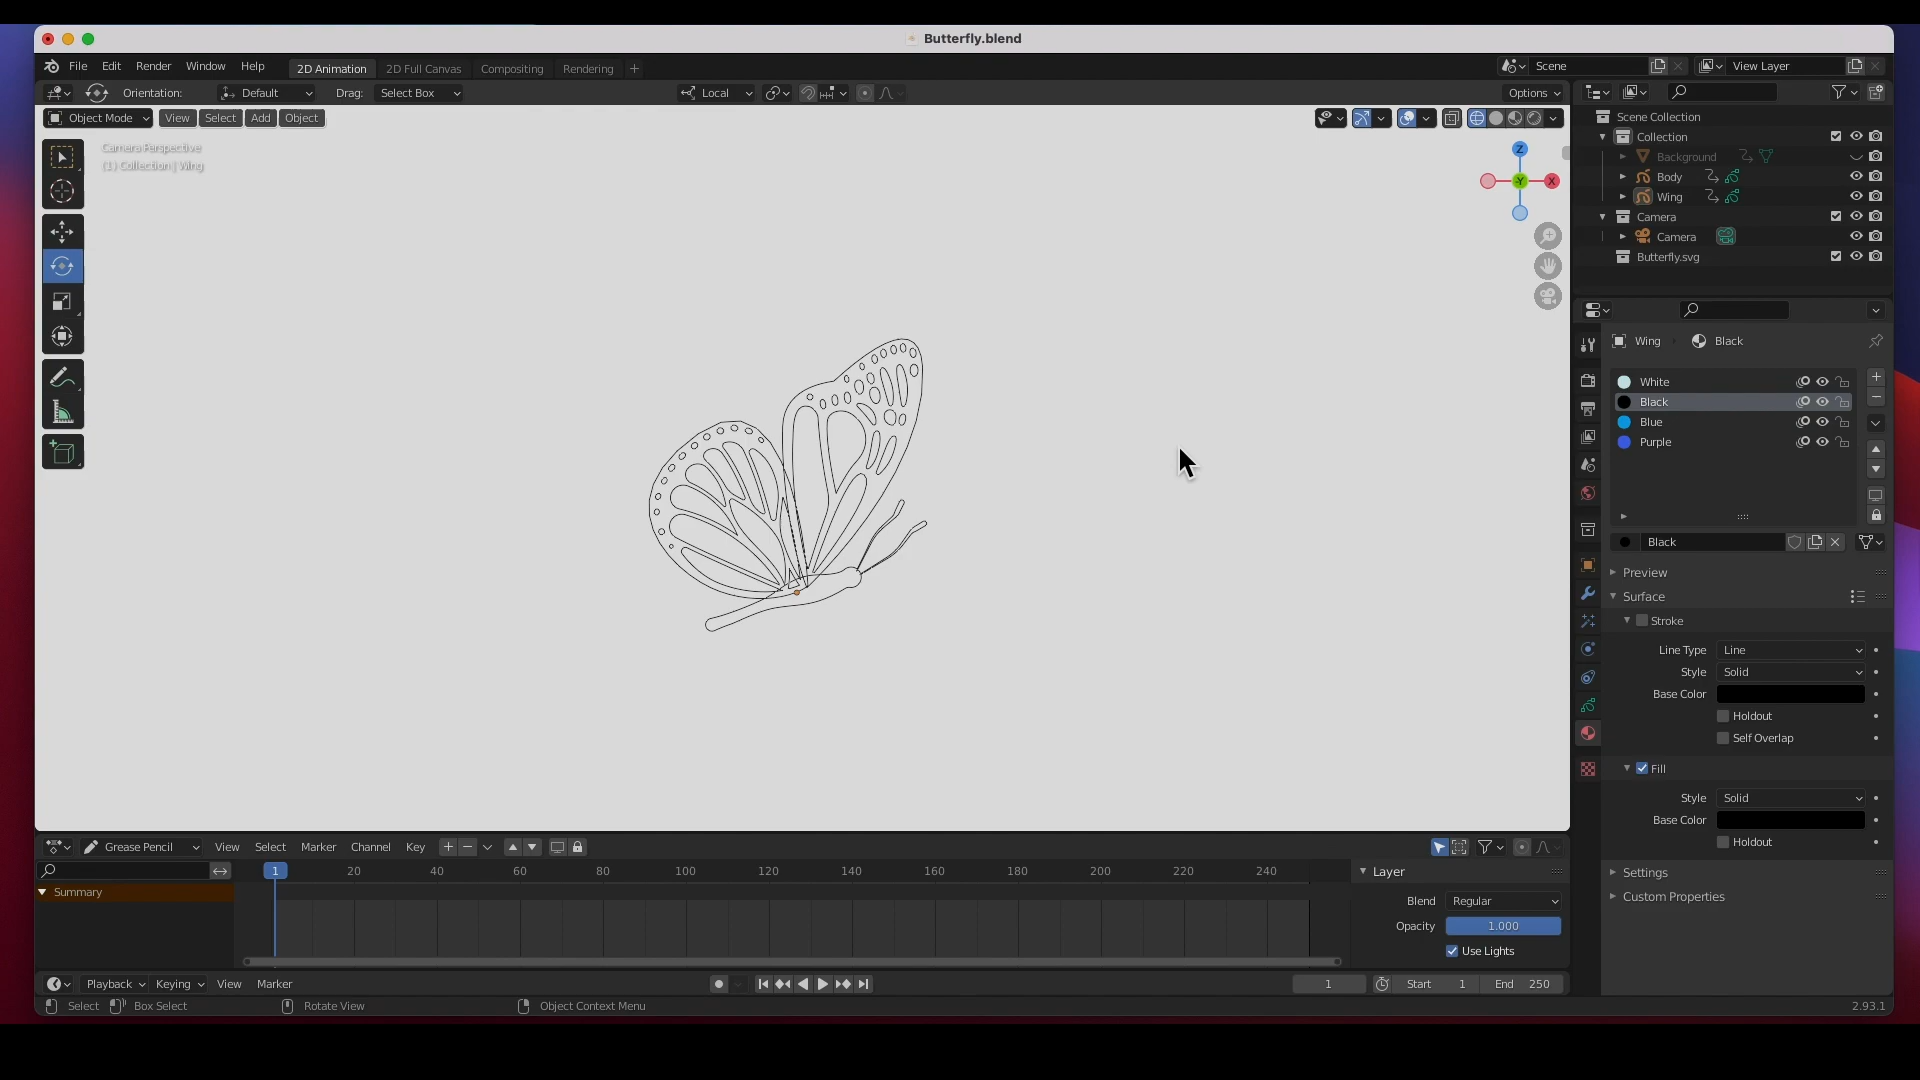 Butterfly.blend
File Edit Render Window Help 2D Animation 2D Full Canvas Compositing Rendering + Scene View Layer
Orientation: Default Drag: Select Box Local Options
Object Mode View Select Add Object
Camera Perspective
(1) Collection | Wing
Z
-Y
X
Scene Collection
Collection
Background
Body
Wing
Camera
Camera
Butterfly.svg
Wing Black
White
Black
Blue
Purple
Black
Preview
Surface
Stroke
Line Type Line
Style Solid
Base Color
Holdout
Self Overlap
Fill
Style Solid
Base Color
Holdout
Settings
Custom Properties
Grease Pencil View Select Marker Channel Key
1 20 40 60 80 100 120 140 160 180 200 220 240
Summary
Layer
Blend Regular
Opacity 1.000
Use Lights
Playback Keying View Marker 1 Start 1 End 250
Select Box Select Rotate View Object Context Menu 2.93.1